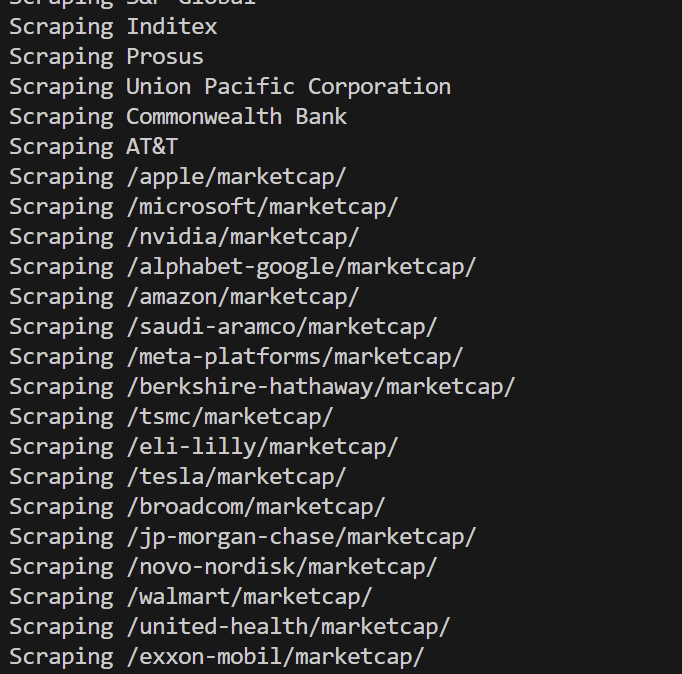 Scraping S&P Global
Scraping Inditex
Scraping Prosus
Scraping Union Pacific Corporation
Scraping Commonwealth Bank
Scraping AT&T
Scraping /apple/marketcap/
Scraping /microsoft/marketcap/
Scraping /nvidia/marketcap/
Scraping /alphabet-google/marketcap/
Scraping /amazon/marketcap/
Scraping /saudi-aramco/marketcap/
Scraping /meta-platforms/marketcap/
Scraping /berkshire-hathaway/marketcap/
Scraping /tsmc/marketcap/
Scraping /eli-lilly/marketcap/
Scraping /tesla/marketcap/
Scraping /broadcom/marketcap/
Scraping /jp-morgan-chase/marketcap/
Scraping /novo-nordisk/marketcap/
Scraping /walmart/marketcap/
Scraping /united-health/marketcap/
Scraping /exxon-mobil/marketcap/